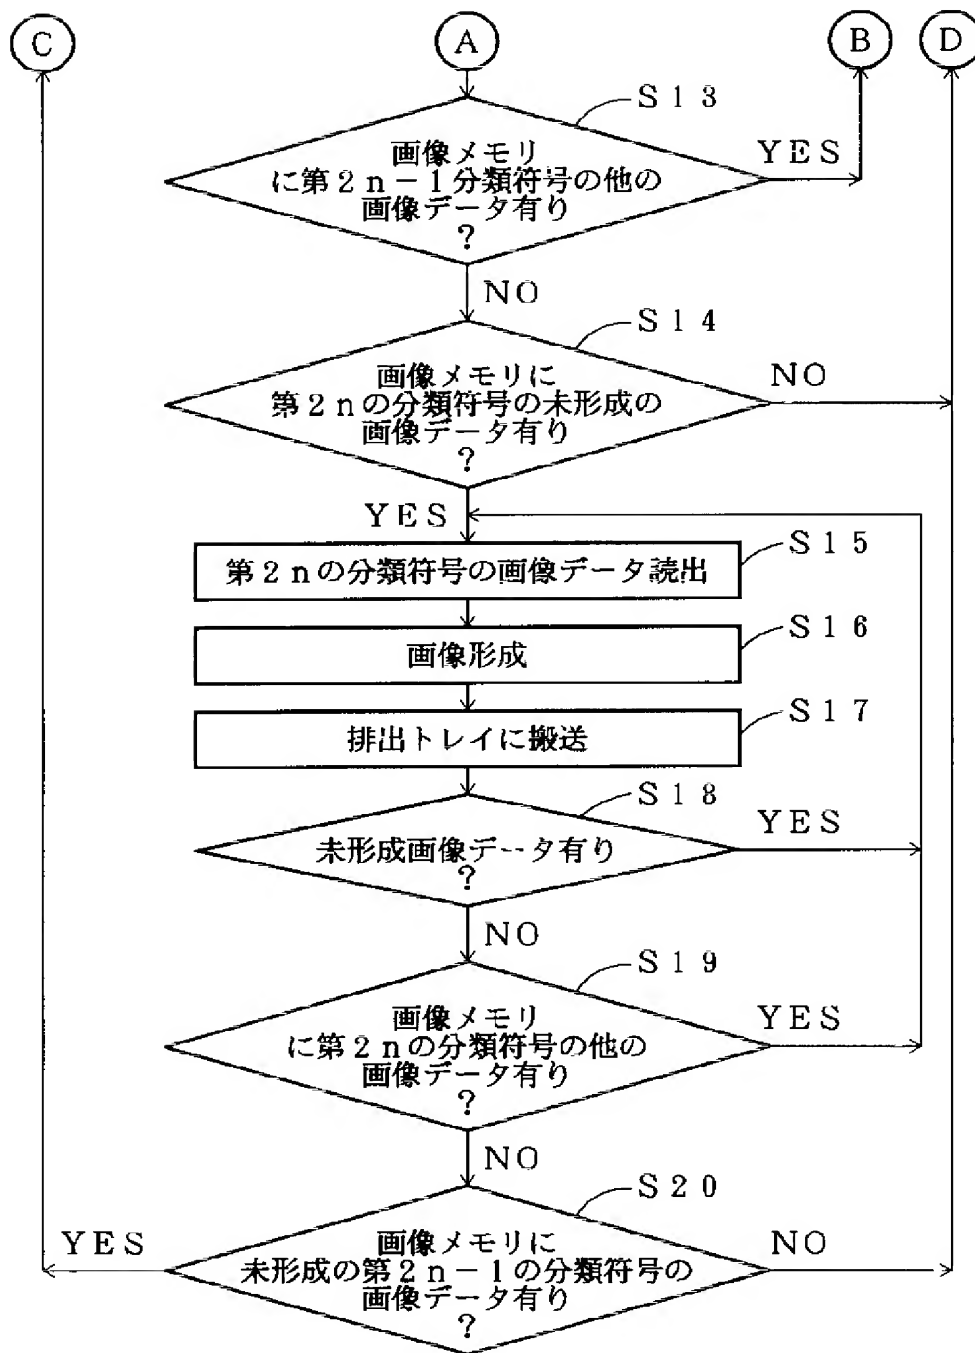 C
A
B
D
S13
画像メモリ
に第2n－1分類符号の他の
画像データ有り
?
YES
NO
S14
画像メモリに
第2nの分類符号の未形成の
画像データ有り
?
NO
YES
S15
第2nの分類符号の画像データ読出
S16
画像形成
S17
排出トレイに搬送
S18
未形成画像データ有り
?
YES
NO
S19
画像メモリ
に第2nの分類符号の他の
画像データ有り
?
YES
NO
S20
画像メモリに
未形成の第2n－1の分類符号の
画像データ有り
?
YES
NO